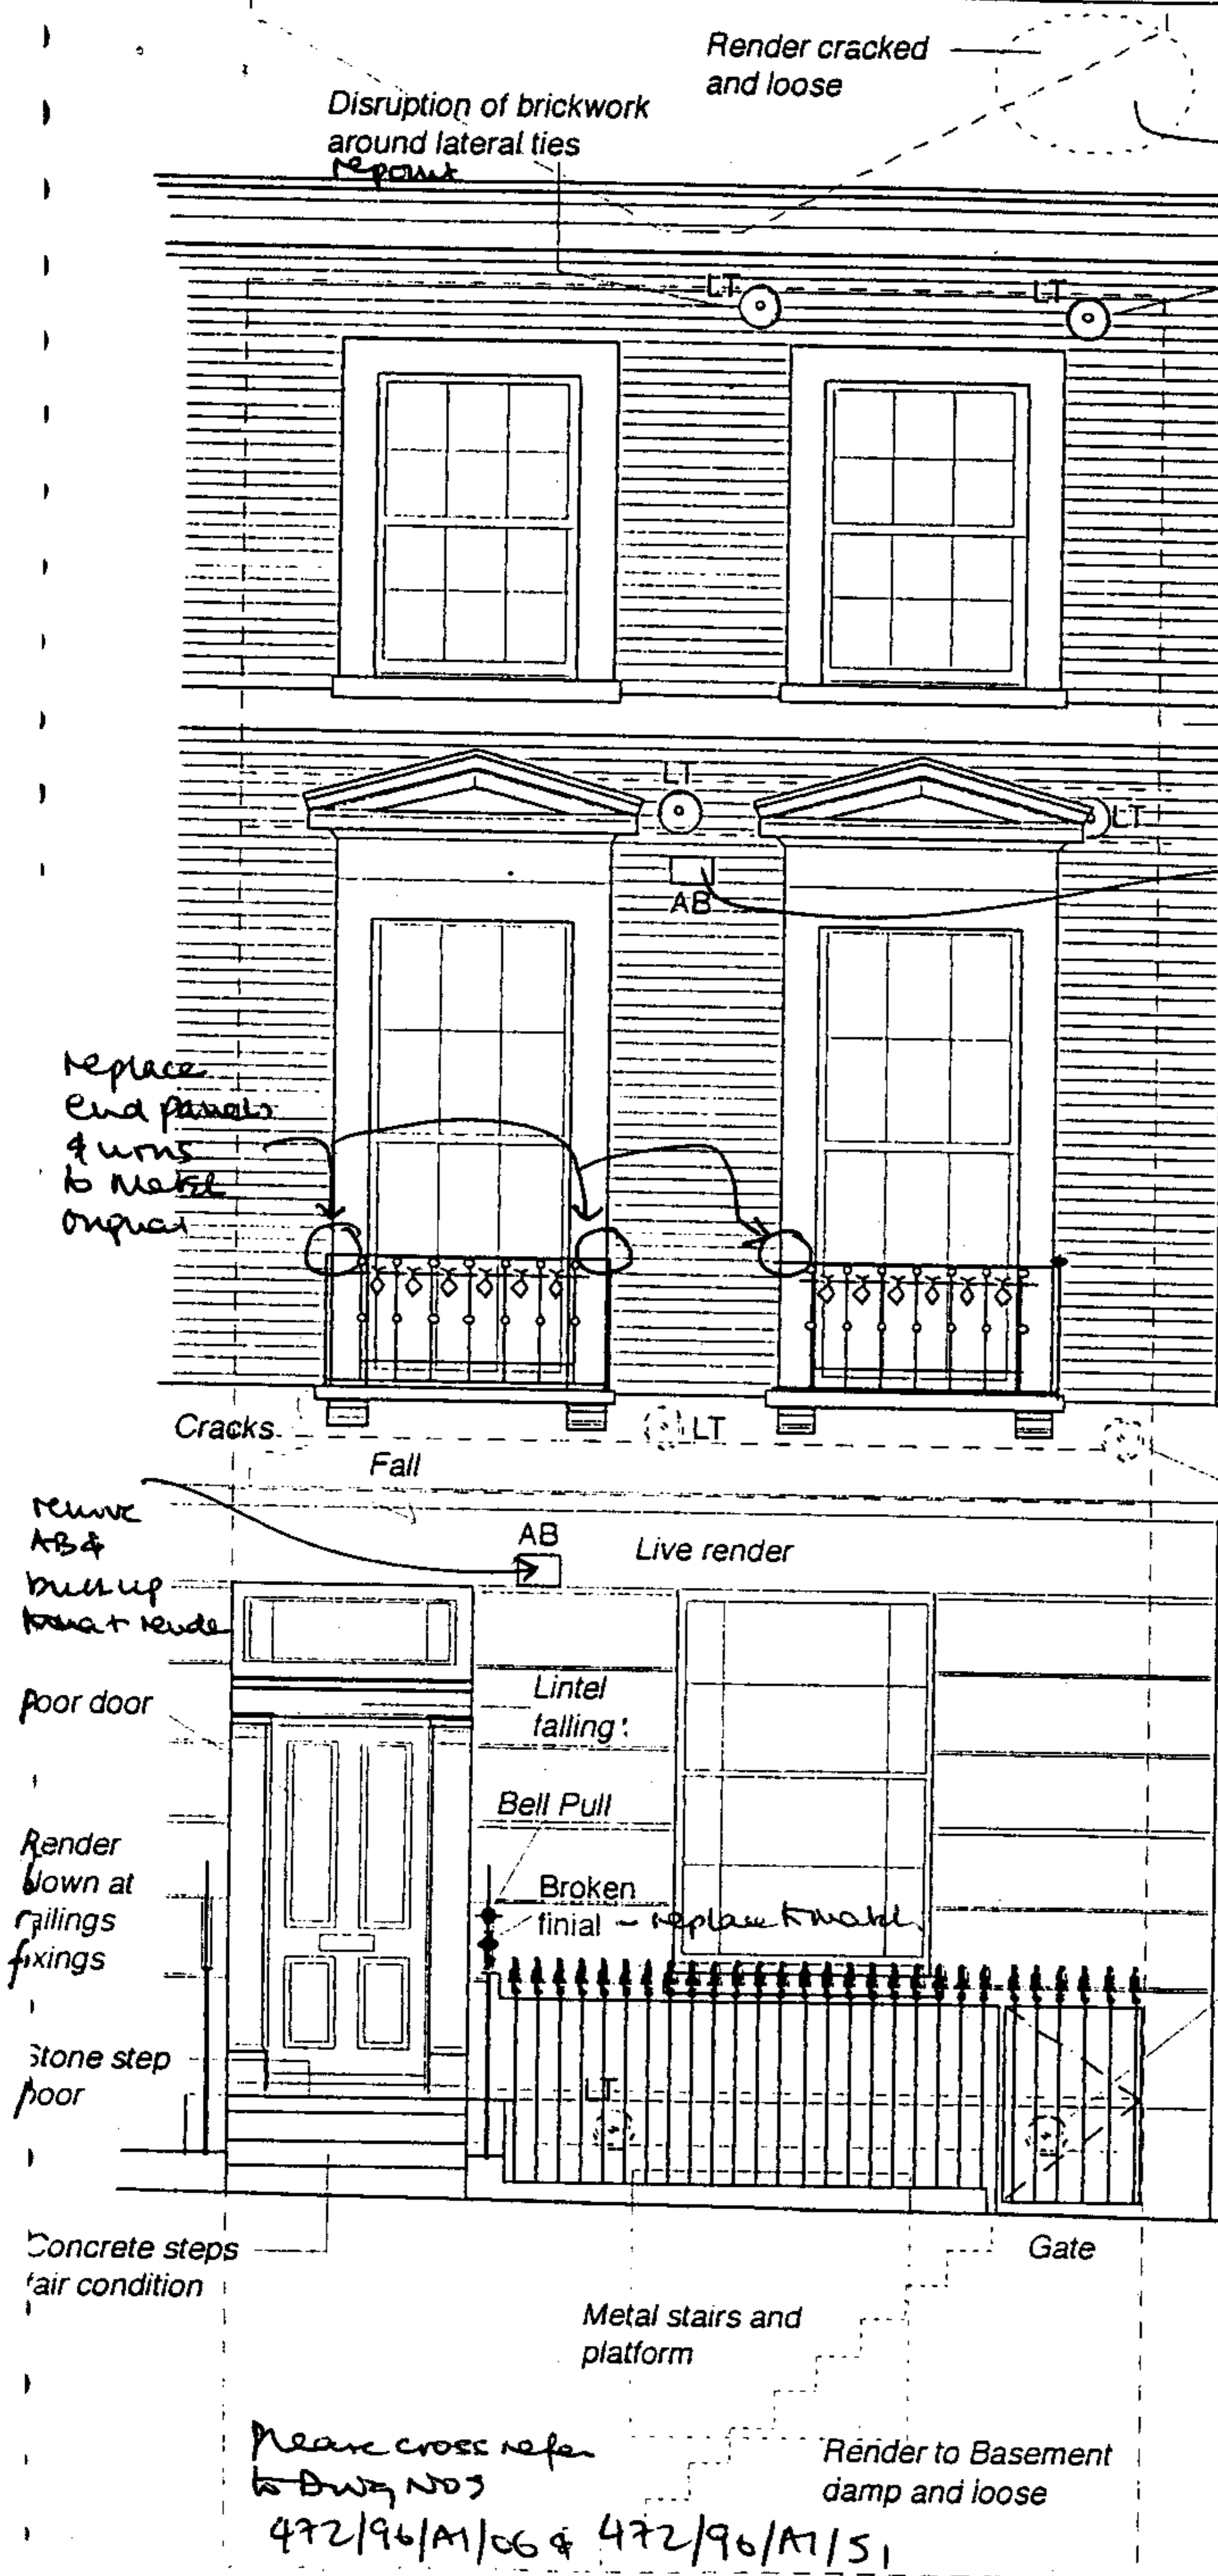 Render cracked
and loose
Disruption of brickwork
around lateral ties
repoint
LT
LT
LT
LT
AB
replace
end panels
& urns
to match
original
Cracks
LT
Fall
remove
AB &
built up
render
AB
Live render
Poor door
Lintel
falling
Bell Pull
Render
blown at
railings
fixings
Broken
finial - replace to match
Stone step
poor
LT
Concrete steps
fair condition
Gate
Metal stairs and
platform
Please cross refer
to Dwg NOS
472/96/A1/06 & 472/96/A1/51
Render to Basement
damp and loose